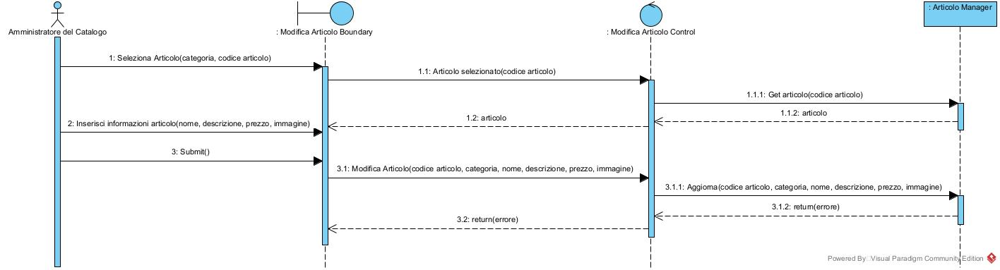 Amministratore del Catalogo
: Modifica Articolo Boundary
: Modifica Articolo Control
: Articolo Manager
1: Seleziona Articolo(categoria, codice articolo)
1.1: Articolo selezionato(codice articolo)
1.1.1: Get articolo(codice articolo)
1.1.2: articolo
1.2: articolo
2: Inserisci informazioni articolo(nome, descrizione, prezzo, immagine)
3: Submit()
3.1: Modifica Articolo(codice articolo, categoria, nome, descrizione, prezzo, immagine)
3.1.1: Aggiorna(codice articolo, categoria, nome, descrizione, prezzo, immagine)
3.1.2: return(errore)
3.2: return(errore)
Powered By Visual Paradigm Community Edition